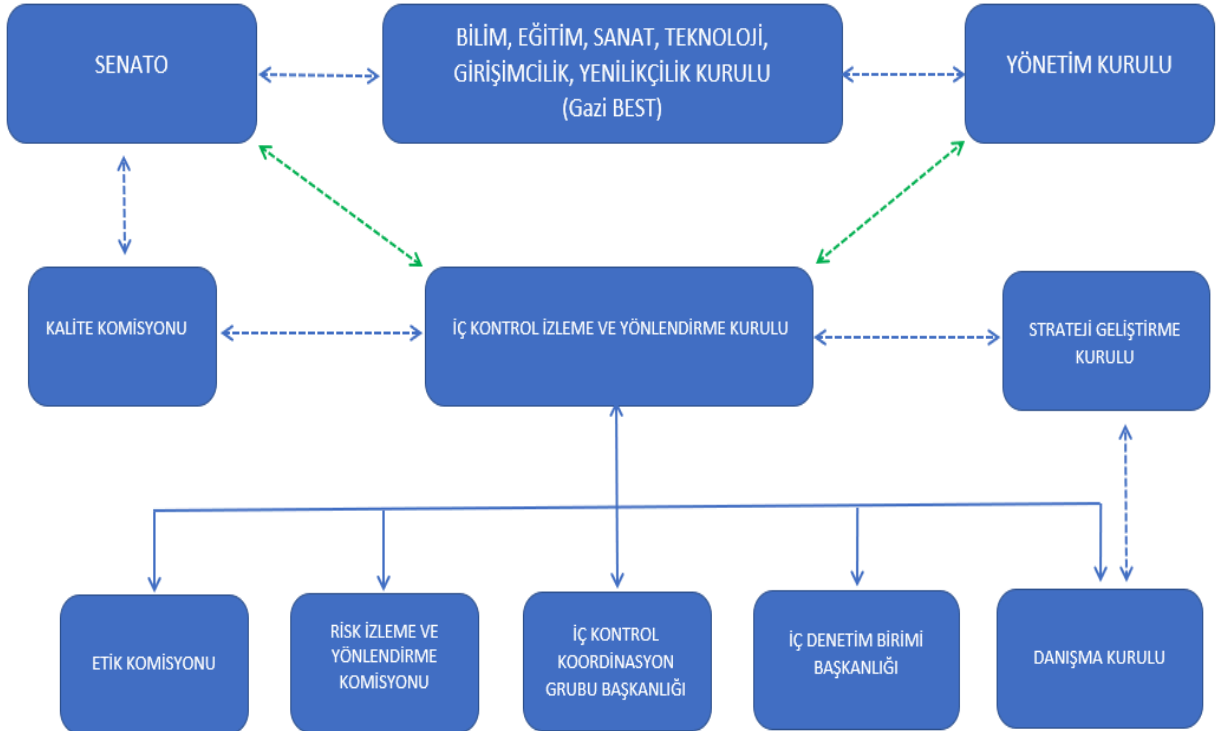 SENATO
BİLİM, EĞİTİM, SANAT, TEKNOLOJİ,
GİRİŞİMCİLİK, YENİLİKÇİLİK KURULU
(Gazi BEST)
YÖNETİM KURULU
KALİTE KOMİSYONU
İÇ KONTROL İZLEME VE YÖNLENDİRME KURULU
STRATEJİ GELİŞTİRME
KURULU
ETİK KOMİSYONU
RİSK İZLEME VE
YÖNLENDİRME
KOMİSYONU
İÇ KONTROL
KOORDİNASYON
GRUBU BAŞKANLIĞI
İÇ DENETİM BİRİMİ
BAŞKANLIĞI
DANIŞMA KURULU